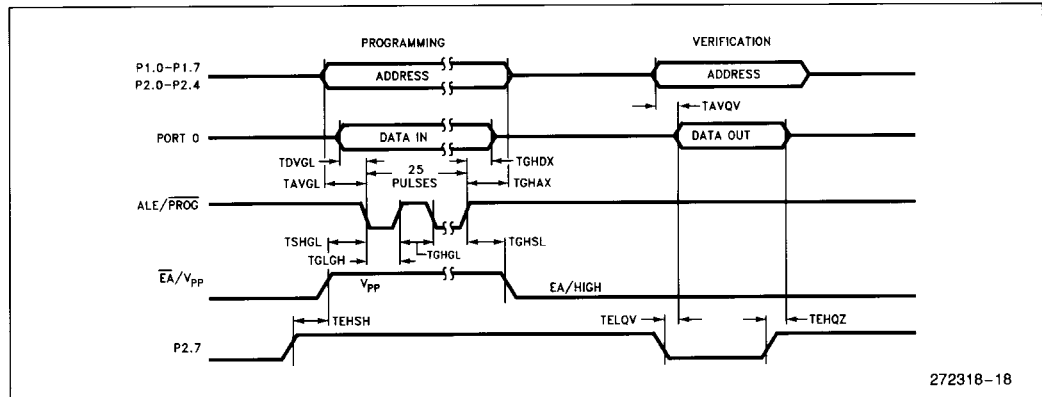 PROGRAMMING
VERIFICATION
P1.0–P1.7
P2.0–P2.4
ADDRESS
ADDRESS
TAVQV
PORT 0
DATA IN
DATA OUT
TDVGL
25
PULSES
TGHDX
TAVGL
TGHAX
ALE/PROG
TSHGL
TGHSL
TGLGH
TGHGL
EA/VPP
VPP
EA/HIGH
TEHSH
TELQV
TEHQZ
P2.7
272318–18